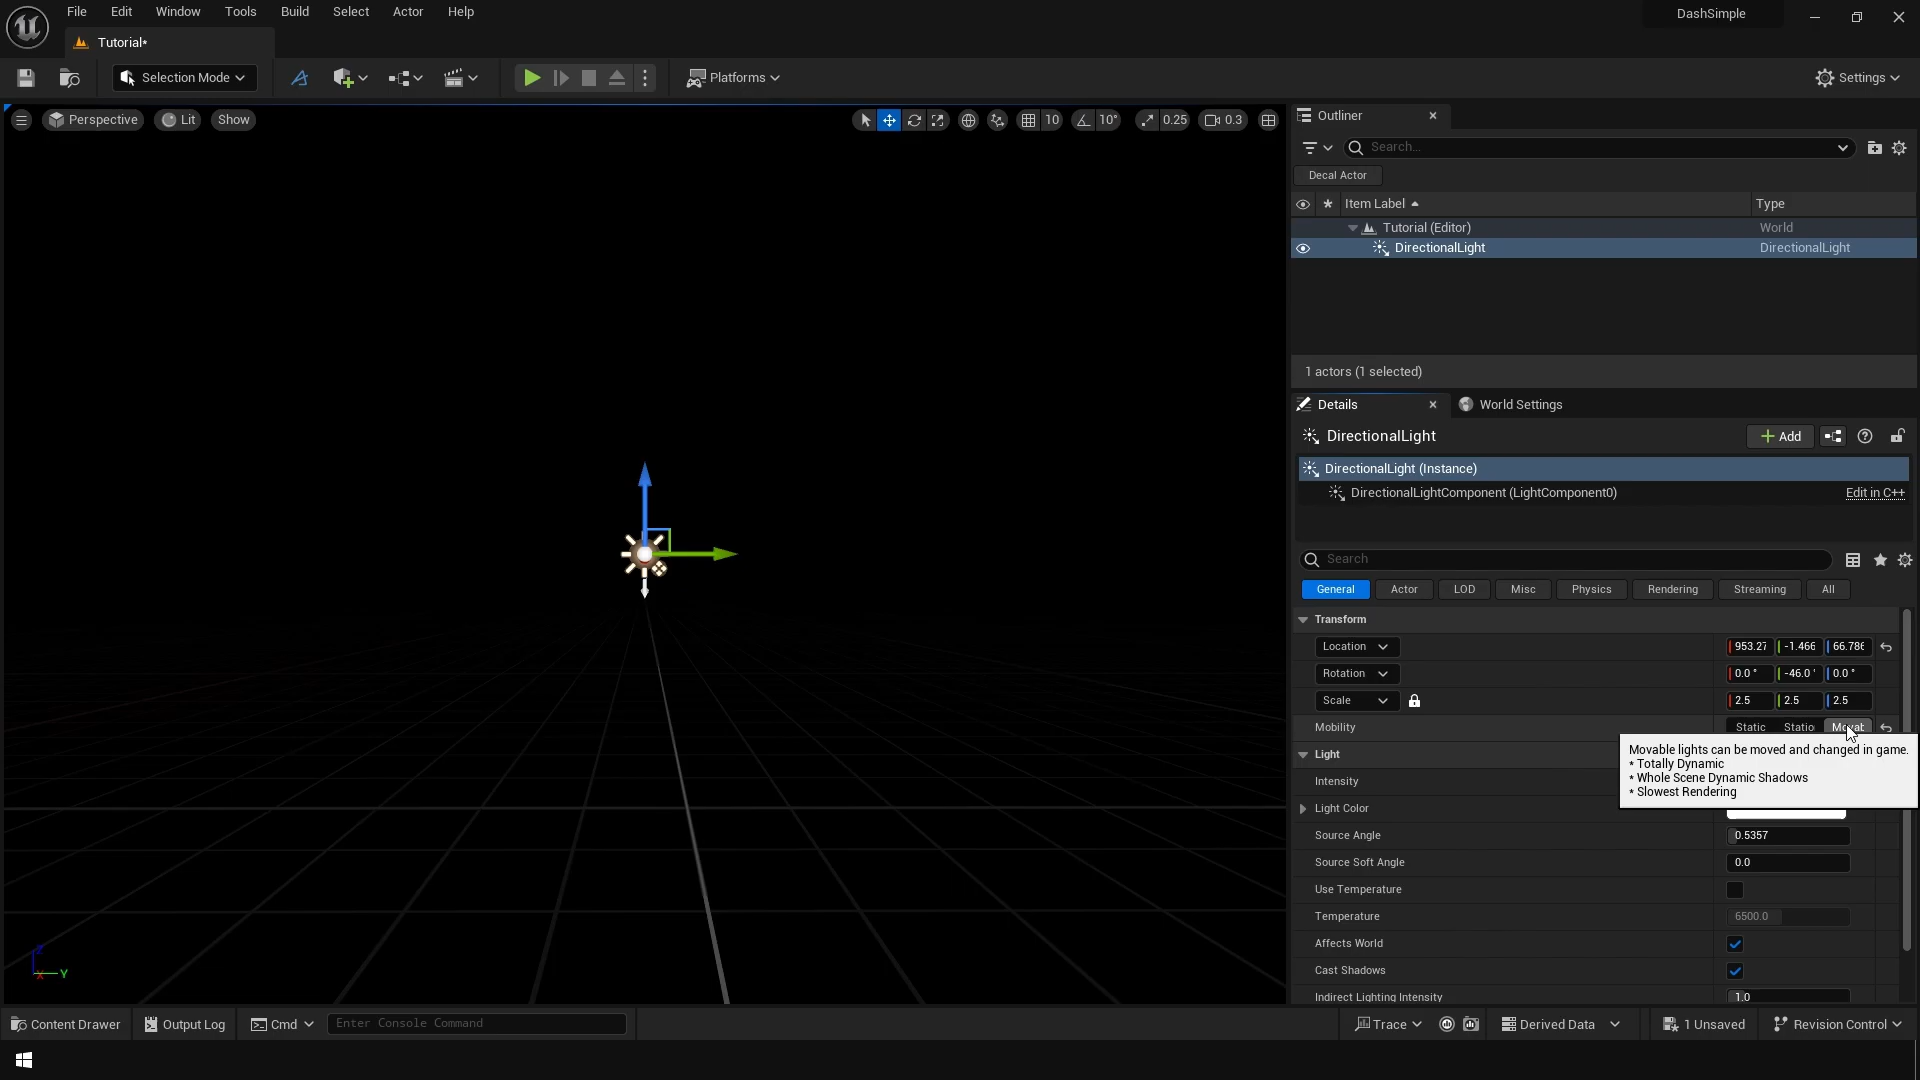 File Edit Window Tools Build Select Actor Help
DashSimple
Tutorial*
Selection Mode
Platforms
Settings
Perspective Lit Show
10 10° 0.25 0.3
Outliner
Search...
Decal Actor
Item Label Type
Tutorial (Editor) World
DirectionalLight DirectionalLight
1 actors (1 selected)
Details World Settings
DirectionalLight Add
DirectionalLight (Instance)
DirectionalLightComponent (LightComponent0) Edit in C++
Search
General Actor LOD Misc Physics Rendering Streaming All
Transform
Location 953.27 -1.466 66.786
Rotation 0.0 ° -46.0 ° 0.0 °
Scale 2.5 2.5 2.5
Mobility Static Statio Movab
Light
Movable lights can be moved and changed in game.
* Totally Dynamic
* Whole Scene Dynamic Shadows
* Slowest Rendering
Intensity
Light Color
Source Angle 0.5357
Source Soft Angle 0.0
Use Temperature
Temperature 6500.0
Affects World
Cast Shadows
Indirect Lighting Intensity 1.0
Z
X Y
Content Drawer Output Log Cmd Enter Console Command
Trace Derived Data 1 Unsaved Revision Control